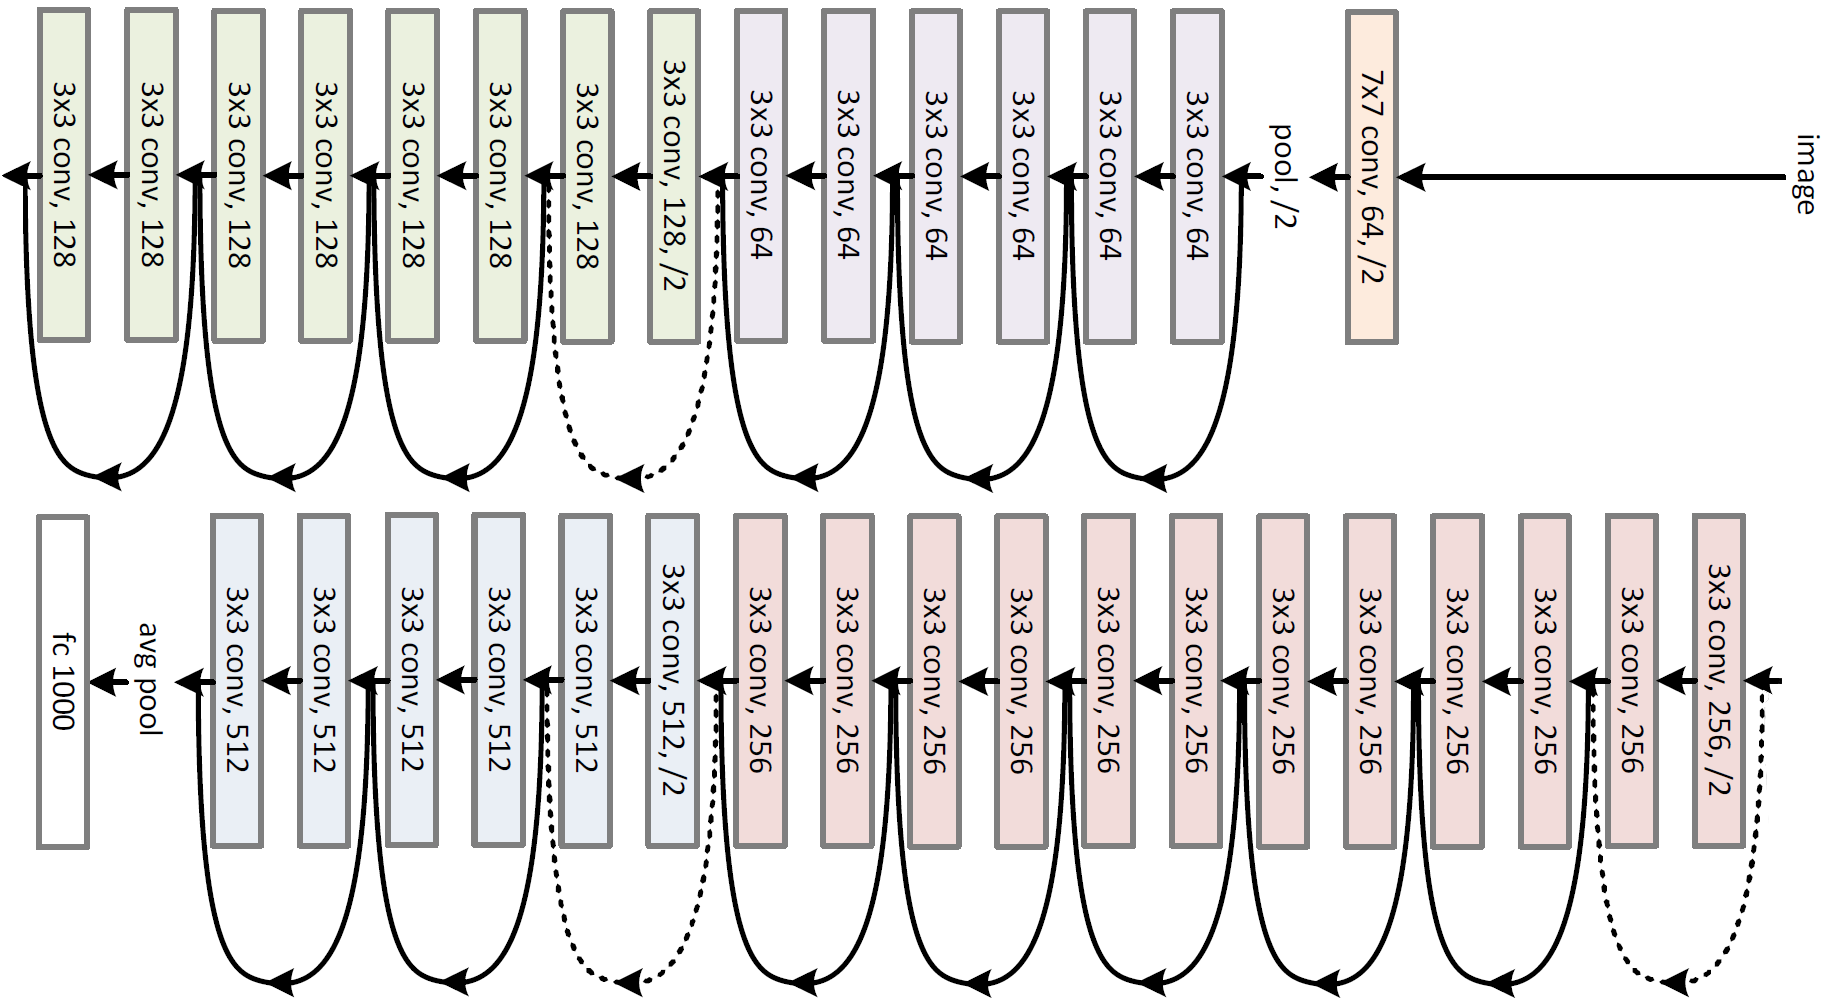 image
7x7 conv, 64, /2
pool, /2
3x3 conv, 64
3x3 conv, 64
3x3 conv, 64
3x3 conv, 64
3x3 conv, 64
3x3 conv, 64
3x3 conv, 128, /2
3x3 conv, 128
3x3 conv, 128
3x3 conv, 128
3x3 conv, 128
3x3 conv, 128
3x3 conv, 128
3x3 conv, 128
3x3 conv, 256, /2
3x3 conv, 256
3x3 conv, 256
3x3 conv, 256
3x3 conv, 256
3x3 conv, 256
3x3 conv, 256
3x3 conv, 256
3x3 conv, 256
3x3 conv, 256
3x3 conv, 256
3x3 conv, 256
3x3 conv, 512, /2
3x3 conv, 512
3x3 conv, 512
3x3 conv, 512
3x3 conv, 512
3x3 conv, 512
avg pool
fc 1000